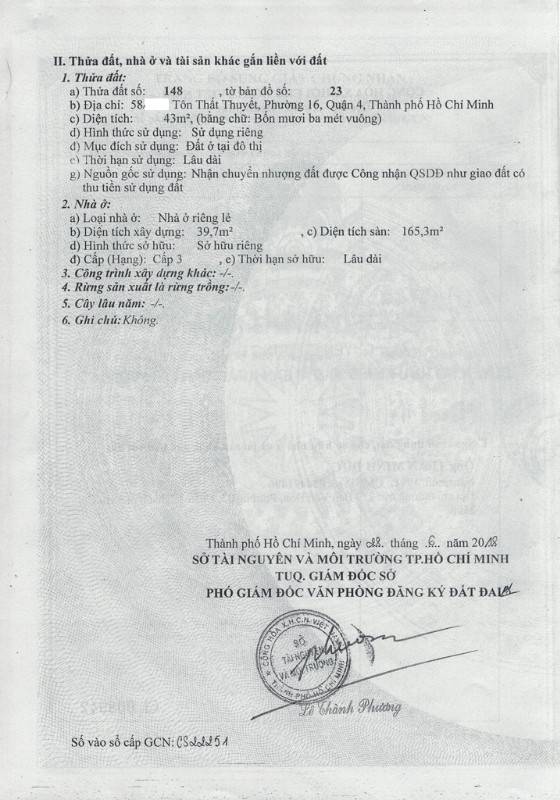 II. Thửa đất, nhà ở và tài sản khác gắn liền với đất
1. Thửa đất:
a) Thửa đất số: 148 , tờ bản đồ số: 23
b) Địa chỉ: 58 Tôn Thất Thuyết, Phường 16, Quận 4, Thành phố Hồ Chí Minh
c) Diện tích: 43m², (bằng chữ: Bốn mươi ba mét vuông)
d) Hình thức sử dụng: Sử dụng riêng
đ) Mục đích sử dụng: Đất ở tại đô thị
e) Thời hạn sử dụng: Lâu dài
g) Nguồn gốc sử dụng: Nhận chuyển nhượng đất được Công nhận QSDĐ như giao đất có
thu tiền sử dụng đất
2. Nhà ở:
a) Loại nhà ở: Nhà ở riêng lẻ
b) Diện tích xây dựng: 39,7m² , c) Diện tích sàn: 165,3m²
d) Hình thức sở hữu: Sở hữu riêng
đ) Cấp (Hạng): Cấp 3 , e) Thời hạn sở hữu: Lâu dài
3. Công trình xây dựng khác: -/-.
4. Rừng sản xuất là rừng trồng: -/-.
5. Cây lâu năm: -/-.
6. Ghi chú: Không.
Thành phố Hồ Chí Minh, ngày 28 tháng năm 2018
SỞ TÀI NGUYÊN VÀ MÔI TRƯỜNG TP.HỒ CHÍ MINH
TUQ. GIÁM ĐỐC SỞ
PHÓ GIÁM ĐỐC VĂN PHÒNG ĐĂNG KÝ ĐẤT ĐAI
CỘNG HÒA X.H.C.N. VIỆT NAM
SỞ
TÀI NGUYÊN
VÀ MÔI TRƯỜNG
THÀNH PHỐ HỒ CHÍ MINH
Lê Thành Phương
Số vào sổ cấp GCN: CS22251